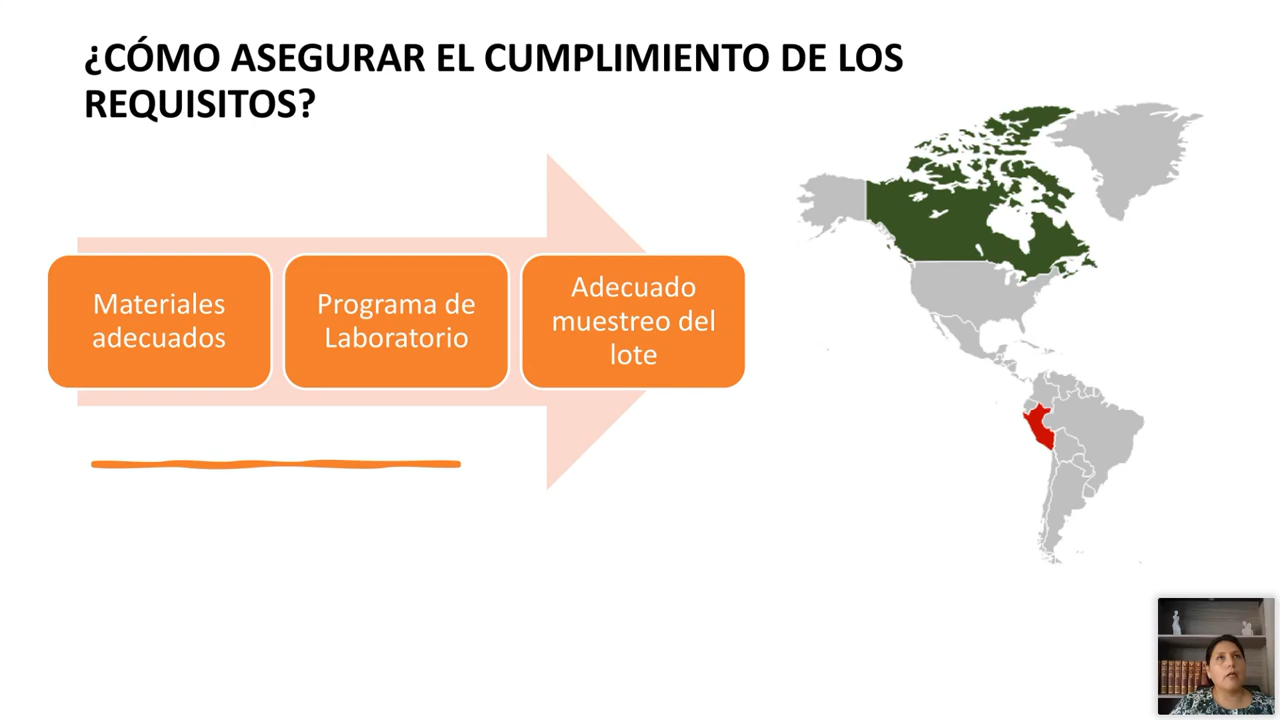 ¿CÓMO ASEGURAR EL CUMPLIMIENTO DE LOS
REQUISITOS?
Materiales
adecuados
Programa de
Laboratorio
Adecuado
muestreo del
lote